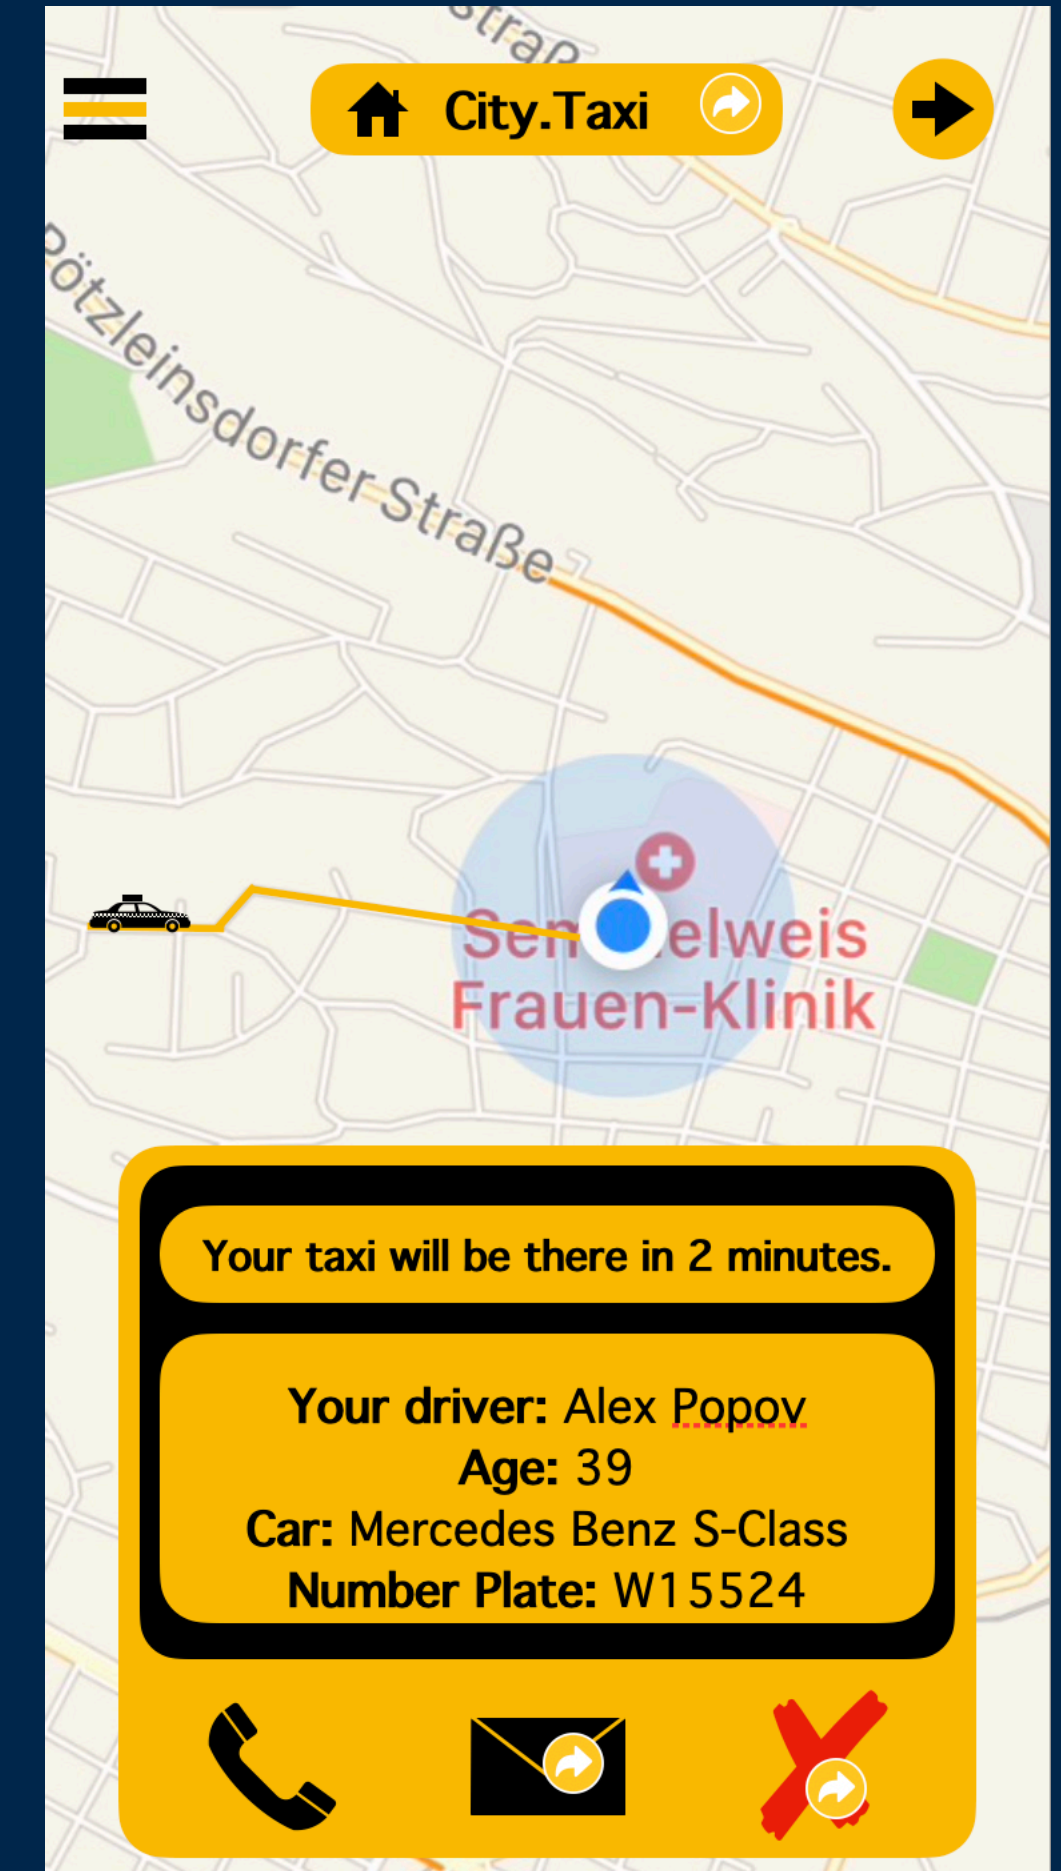 City.Taxi
Pötzleinsdorfer Straße
Frauen-Klinik
Your taxi will be there in 2 minutes.
Your driver: Alex Popov
Age: 39
Car: Mercedes Benz S-Class
Number Plate: W15524